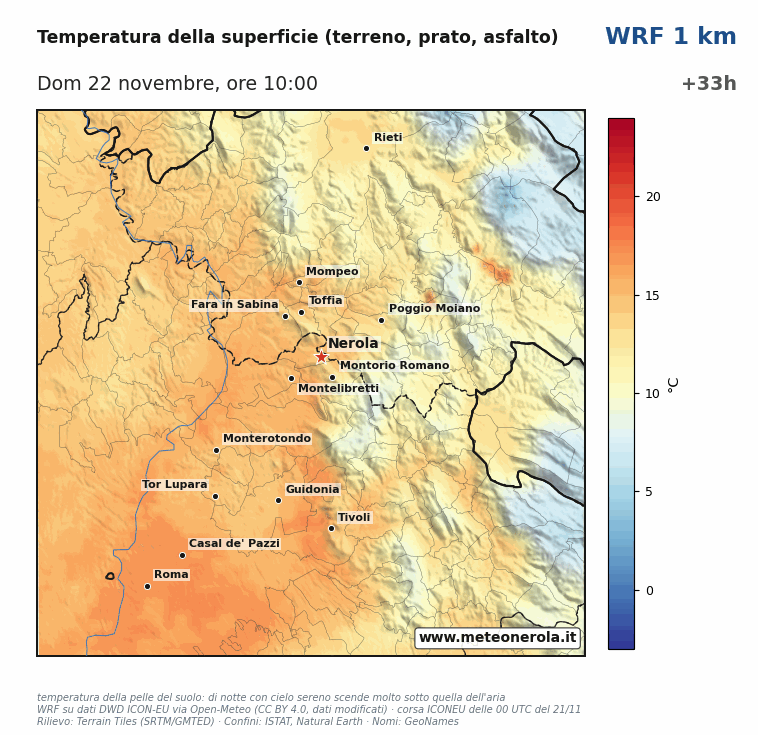 Temperatura della superficie (terreno, prato, asfalto)
WRF 1 km
Dom 22 novembre, ore 10:00
+33h
Rieti
Mompeo
Toffia
Fara in Sabina
Poggio Moiano
Nerola
Montorio Romano
Montelibretti
Monterotondo
Tor Lupara
Guidonia
Tivoli
Casal de' Pazzi
Roma
www.meteonerola.it
20
15
10
5
0
°C
temperatura della pelle del suolo: di notte con cielo sereno scende molto sotto quella dell'aria
WRF su dati DWD ICON-EU via Open-Meteo (CC BY 4.0, dati modificati) · corsa ICONEU delle 00 UTC del 21/11
Rilievo: Terrain Tiles (SRTM/GMTED) · Confini: ISTAT, Natural Earth · Nomi: GeoNames